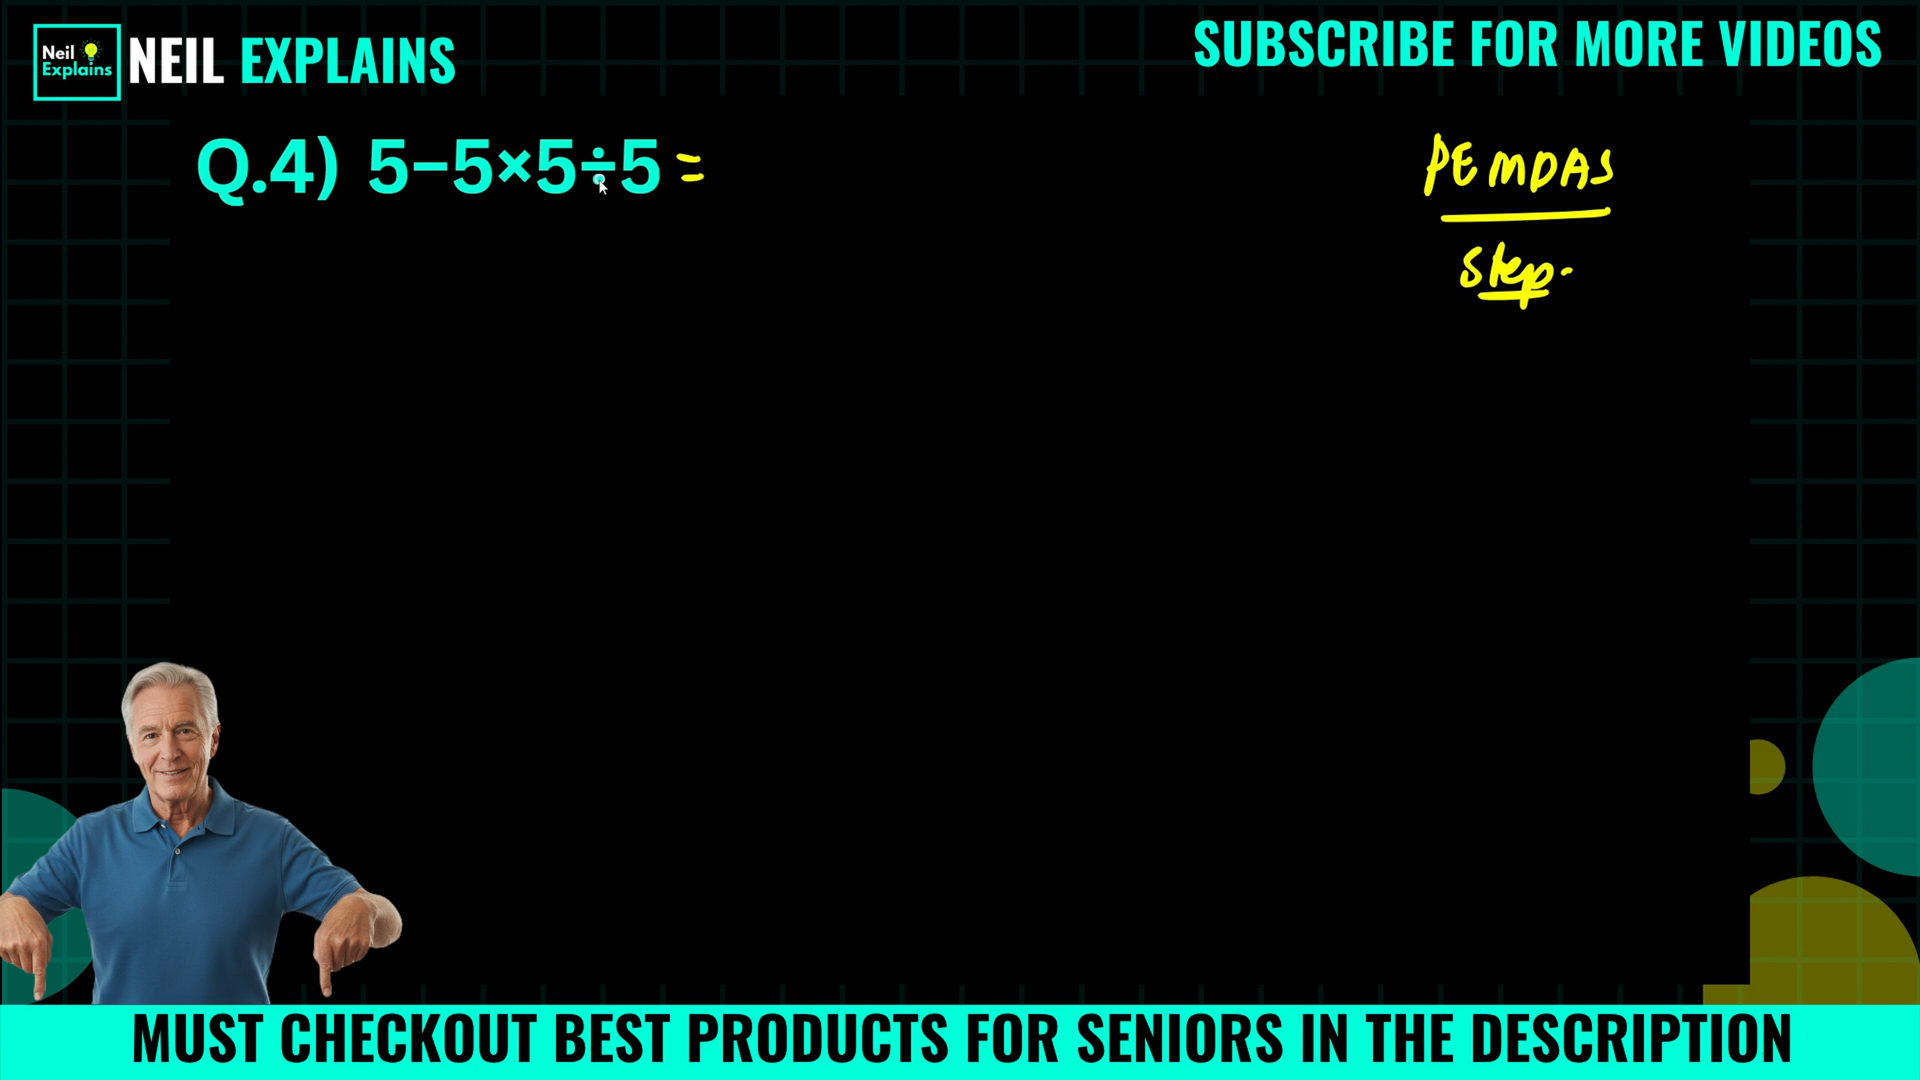 Neil
Explains
NEIL EXPLAINS
SUBSCRIBE FOR MORE VIDEOS
Q.4) 5−5×5÷5 =
PEMDAS
Step.
MUST CHECKOUT BEST PRODUCTS FOR SENIORS IN THE DESCRIPTION